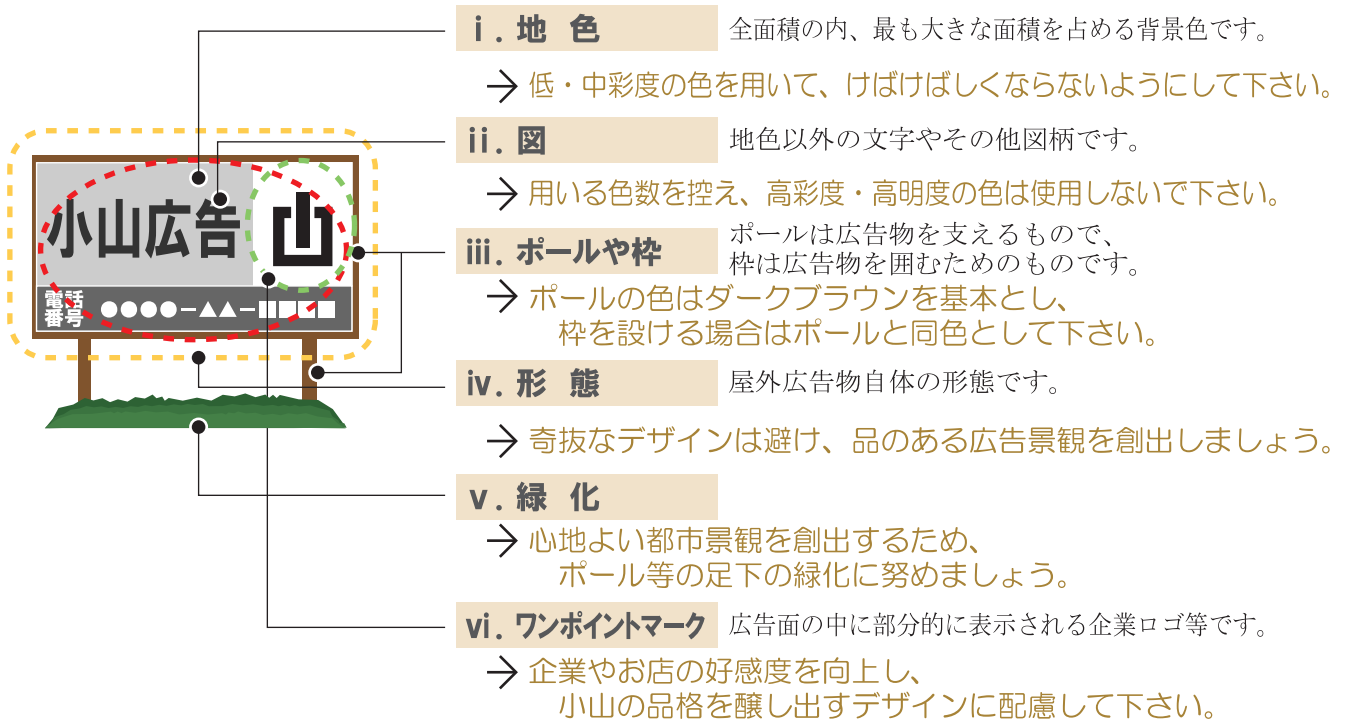 ⅰ. 地 色
全面積の内、最も大きな面積を占める背景色です。
→ 低・中彩度の色を用いて、けばけばしくならないようにして下さい。
ⅱ. 図
地色以外の文字やその他図柄です。
→ 用いる色数を控え、高彩度・高明度の色は使用しないで下さい。
ⅲ. ポールや枠
ポールは広告物を支えるもので、
枠は広告物を囲むためのものです。
→ ポールの色はダークブラウンを基本とし、
枠を設ける場合はポールと同色として下さい。
ⅳ. 形 態
屋外広告物自体の形態です。
→ 奇抜なデザインは避け、品のある広告景観を創出しましょう。
ⅴ. 緑 化
→ 心地よい都市景観を創出するため、
ポール等の足下の緑化に努めましょう。
ⅵ. ワンポイントマーク
広告面の中に部分的に表示される企業ロゴ等です。
→ 企業やお店の好感度を向上し、
小山の品格を醸し出すデザインに配慮して下さい。
小山広告
山
電話
番号
●●●●−▲▲−■■■■